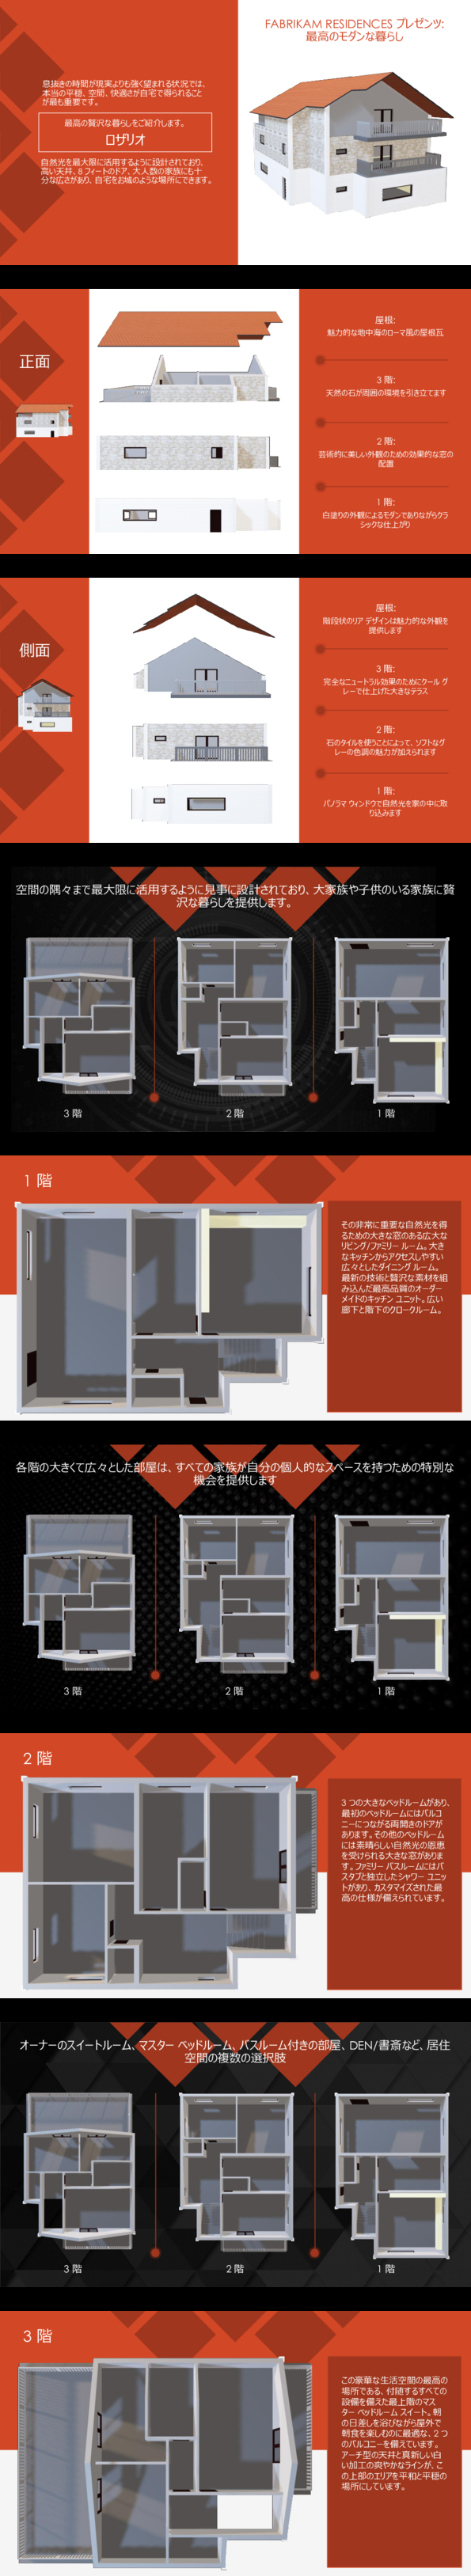 FABRIKAM RESIDENCES プレゼンツ:
最高のモダンな暮らし
息抜きの時間が現実よりも強く望まれる状況では、
本当の平穏、空間、快適さが自宅で得られること
が最も重要です。
最高の贅沢な暮らしをご紹介します。
ロザリオ
自然光を最大限に活用するように設計されており、
高い天井、8 フィートのドア、大人数の家族にも十
分な広さがあり、自宅をお城のような場所にできます。
正面
屋根:
魅力的な地中海のローマ風の屋根瓦
3 階:
天然の石が周囲の環境を引き立てます
2 階:
芸術的に美しい外観のための効果的な窓の
配置
1 階:
白塗りの外観によるモダンでありながらクラ
シックな仕上がり
側面
屋根:
階段状のリア デザインは魅力的な外観を
提供します
3 階:
完全なニュートラル効果のためにクール グ
レーで仕上げた大きなテラス
2 階:
石のタイルを使うことによって、ソフトなグ
レーの色調の魅力が加えられます
1 階:
パノラマ ウィンドウで自然光を家の中に取
り込みます
空間の隅々まで最大限に活用するように見事に設計されており、大家族や子供のいる家族に贅
沢な暮らしを提供します。
3 階
2 階
1 階
1 階
その非常に重要な自然光を得
るための大きな窓のある広大な
リビング/ファミリー ルーム。大き
なキッチンからアクセスしやすい
広々としたダイニング ルーム。
最新の技術と贅沢な素材を組
み込んだ最高品質のオーダー
メイドのキッチン ユニット。広い
廊下と階下のクロークルーム。
各階の大きくて広々とした部屋は、すべての家族が自分の個人的なスペースを持つための特別な
機会を提供します
3 階
2 階
1 階
2 階
3 つの大きなベッドルームがあり、
最初のベッドルームにはバルコ
ニーにつながる両開きのドアが
あります。その他のベッドルーム
には素晴らしい自然光の恩恵
を受けられる大きな窓がありま
す。ファミリー バスルームにはバ
スタブと独立したシャワー ユニッ
トがあり、カスタマイズされた最
高の仕様が備えられています。
オーナーのスイートルーム、マスター ベッドルーム、バスルーム付きの部屋、DEN/書斎など、居住
空間の複数の選択肢
3 階
2 階
1 階
3 階
この豪華な生活空間の最高の
場所である、付随するすべての
設備を備えた最上階のマス
ター ベッドルーム スイート。朝
の日差しを浴びながら屋外で
朝食を楽しむのに最適な、2 つ
のバルコニーを備えています。
アーチ型の天井と真新しい白
い加工の爽やかなラインが、こ
の上部のエリアを平和と平穏の
場所にしています。